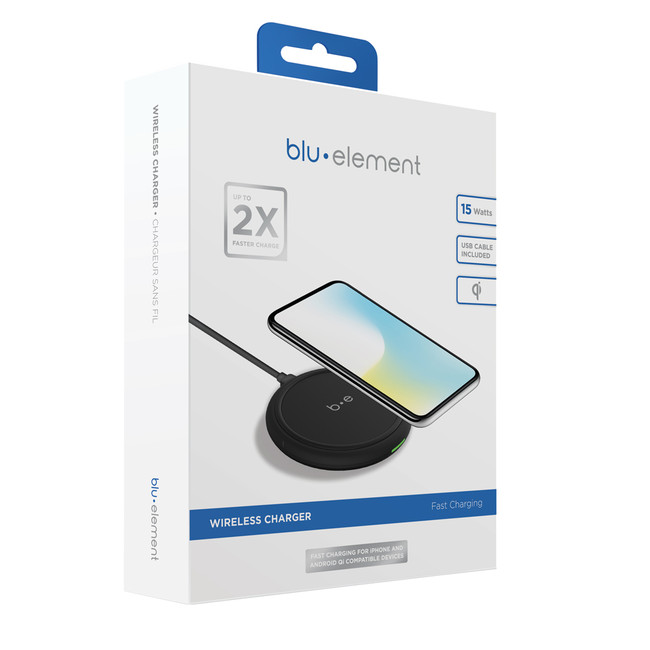 blu•element
UP TO
2X
FASTER CHARGE
15 Watts
USB CABLE
INCLUDED
qi
b•e
WIRELESS CHARGER
Fast Charging
FAST CHARGING FOR IPHONE AND
ANDROID QI COMPATIBLE DEVICES
WIRELESS CHARGER • CHARGEUR SANS FIL
blu•element